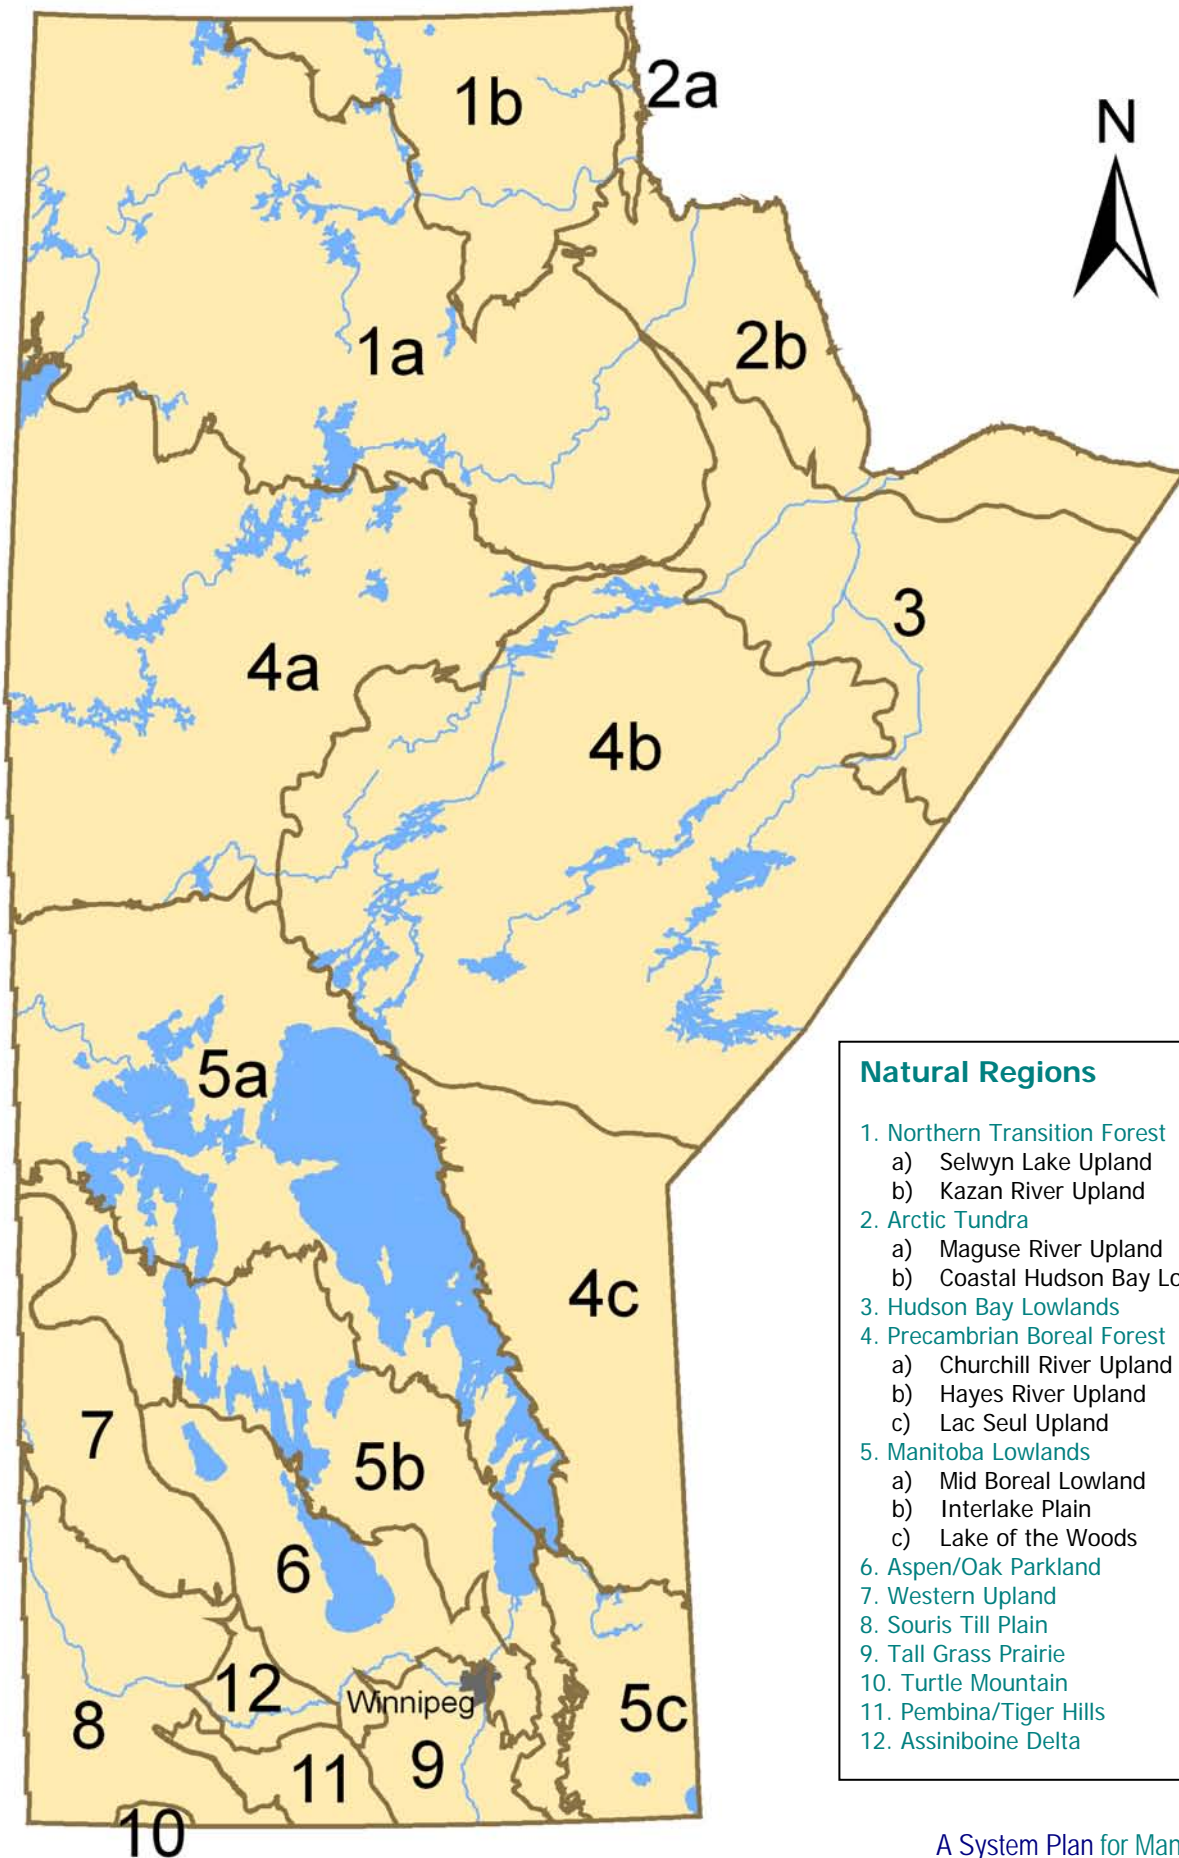 1b
2a
N
1a
2b
3
4a
4b
5a
4c
7
5b
6
12
Winnipeg
5c
8
11
9
10
Natural Regions
1. Northern Transition Forest
a) Selwyn Lake Upland
b) Kazan River Upland
2. Arctic Tundra
a) Maguse River Upland
b) Coastal Hudson Bay Lo
3. Hudson Bay Lowlands
4. Precambrian Boreal Forest
a) Churchill River Upland
b) Hayes River Upland
c) Lac Seul Upland
5. Manitoba Lowlands
a) Mid Boreal Lowland
b) Interlake Plain
c) Lake of the Woods
6. Aspen/Oak Parkland
7. Western Upland
8. Souris Till Plain
9. Tall Grass Prairie
10. Turtle Mountain
11. Pembina/Tiger Hills
12. Assiniboine Delta
A System Plan for Man